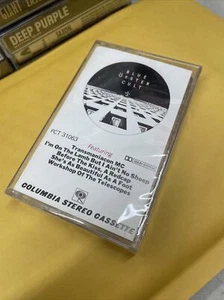 GIANT
DEEP PURPLE
BLUE
ÖYSTER
CULT
PCT 31063
featuring
Transmaniacon MC
I'm On The Lamb But I Ain't No Sheep
Before The Kiss, A Redcap
She's As Beautiful As A Foot
Workshop Of The Telescopes
COLUMBIA STEREO CASSETTE